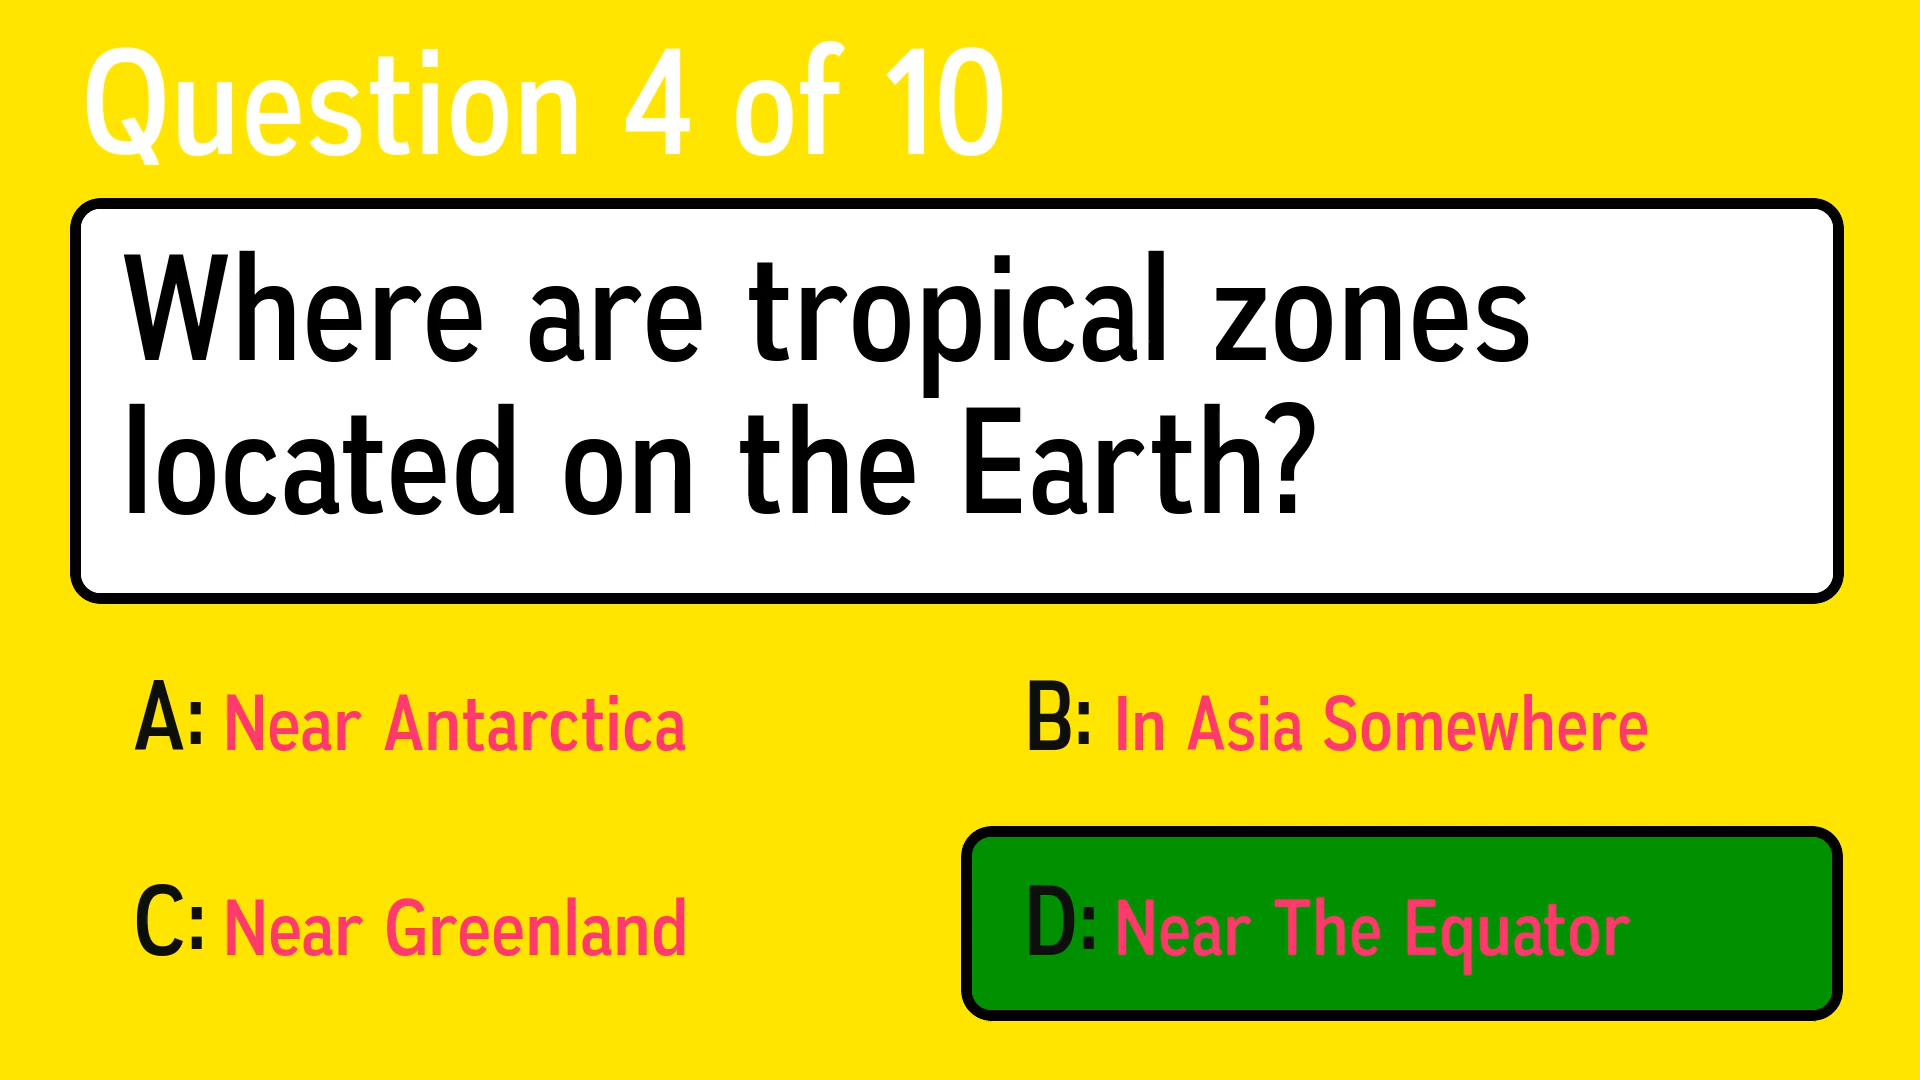 Question 4 of 10
Where are tropical zones
located on the Earth?
A: Near Antarctica
B: In Asia Somewhere
C: Near Greenland
D: Near The Equator